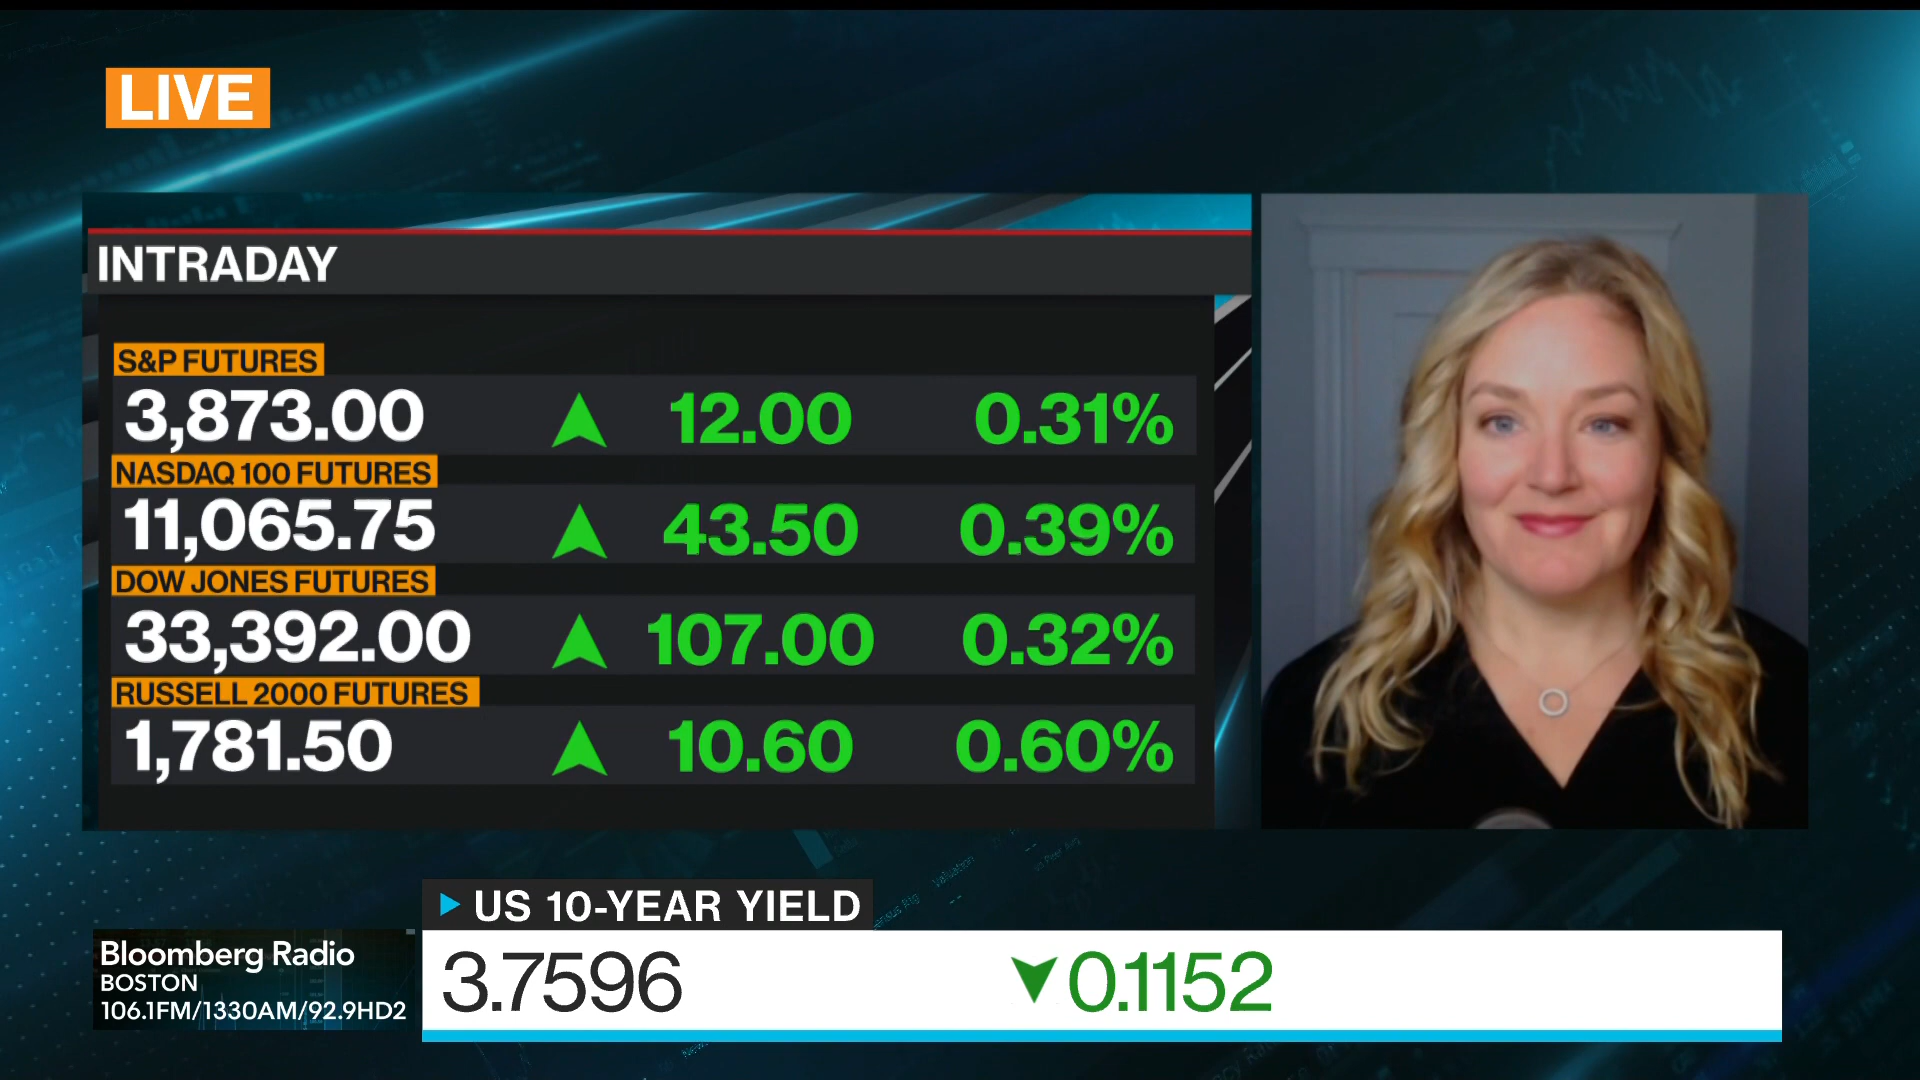 LIVE
INTRADAY
S&P FUTURES
3,873.00 ▲ 12.00 0.31%
NASDAQ 100 FUTURES
11,065.75 ▲ 43.50 0.39%
DOW JONES FUTURES
33,392.00 ▲ 107.00 0.32%
RUSSELL 2000 FUTURES
1,781.50 ▲ 10.60 0.60%
Valuation
US 10-YEAR YIELD
3.7596 ▼ 0.1152
Bloomberg Radio
BOSTON
106.1FM/1330AM/92.9HD2